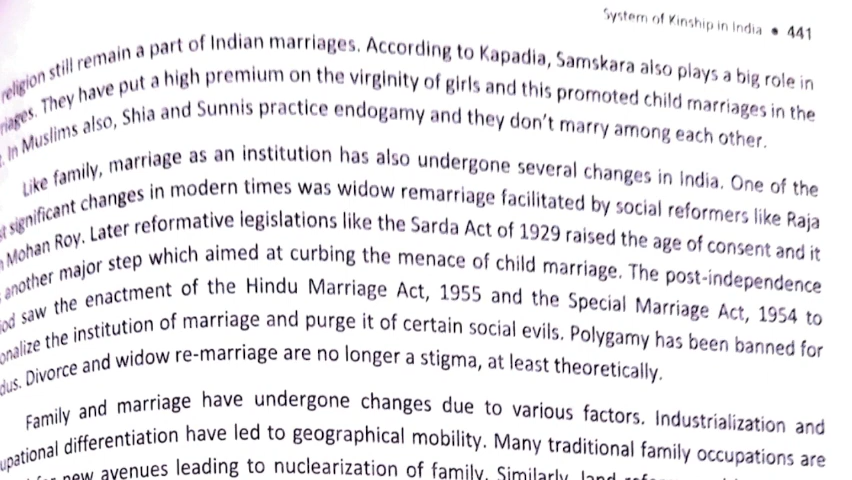 System of Kinship in India • 441
religion still remain a part of Indian marriages. According to Kapadia, Samskara also plays a big role in
They have put a high premium on the virginity of girls and this promoted child marriages in the
In Muslims also, Shia and Sunnis practice endogamy and they don't marry among each other.
Like family, marriage as an institution has also undergone several changes in India. One of the
significant changes in modern times was widow remarriage facilitated by social reformers like Raja
Mohan Roy. Later reformative legislations like the Sarda Act of 1929 raised the age of consent and it
another major step which aimed at curbing the menace of child marriage. The post-independence
saw the enactment of the Hindu Marriage Act, 1955 and the Special Marriage Act, 1954 to
the institution of marriage and purge it of certain social evils. Polygamy has been banned for
Divorce and widow re-marriage are no longer a stigma, at least theoretically.
Family and marriage have undergone changes due to various factors. Industrialization and
differentiation have led to geographical mobility. Many traditional family occupations are
new avenues leading to nuclearization of family. Similarly, land